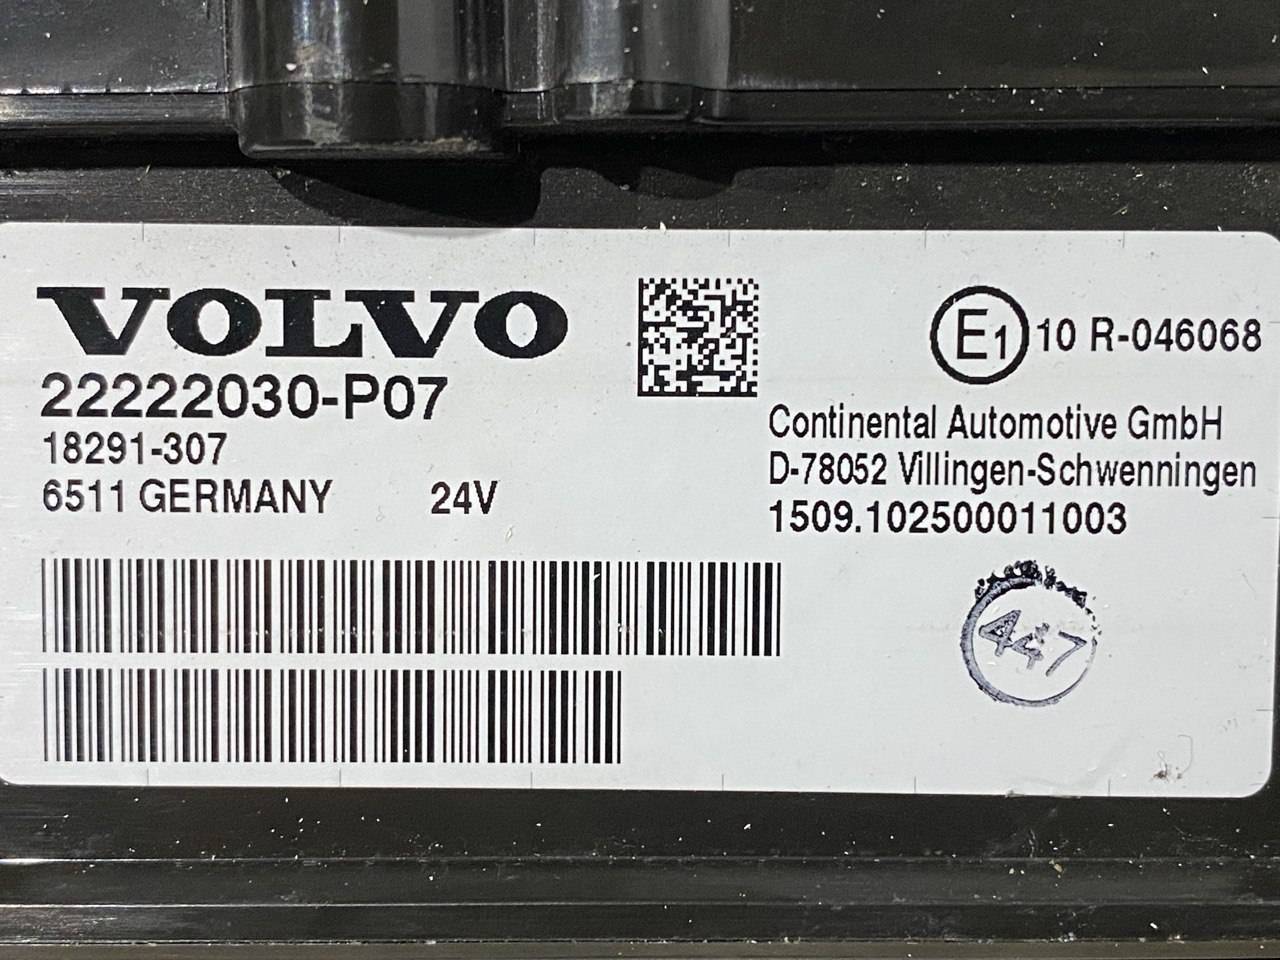 VOLVO
22222030-P07
18291-307
6511 GERMANY 24V
E1 10 R-046068
Continental Automotive GmbH
D-78052 Villingen-Schwenningen
1509.102500011003
447